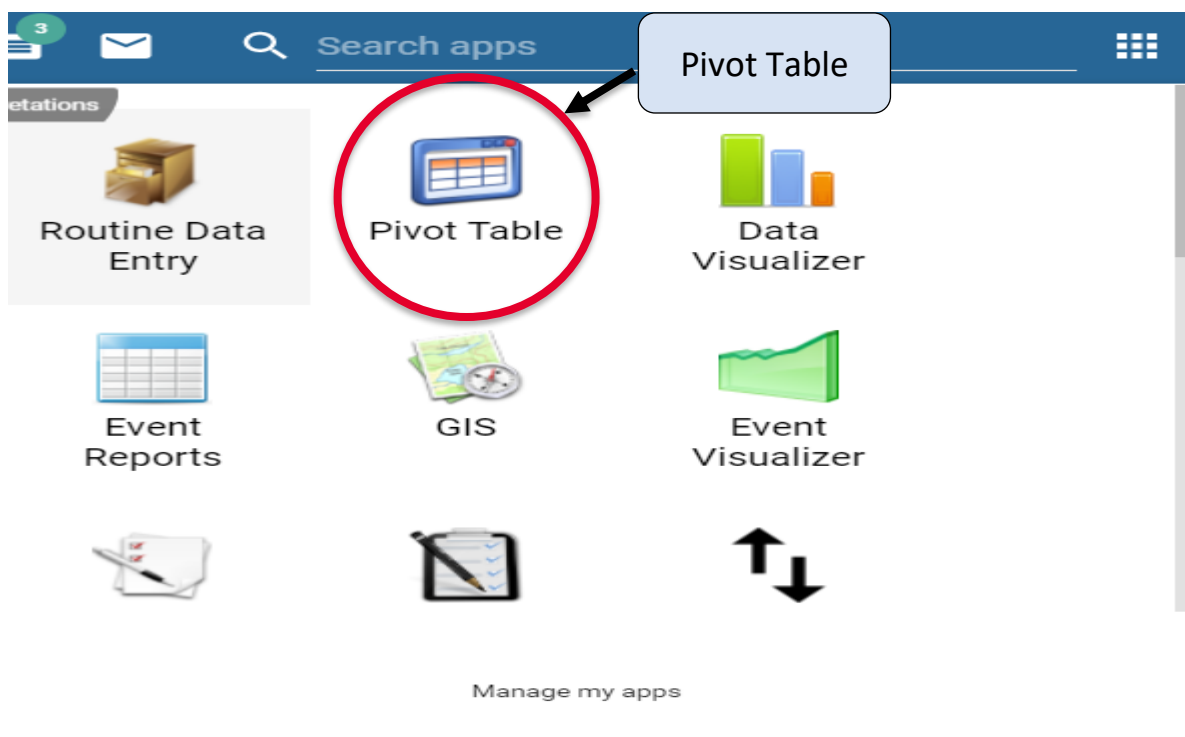 3
Search apps
Pivot Table
etations
Routine Data
Entry
Pivot Table
Data
Visualizer
Event
Reports
GIS
Event
Visualizer
Manage my apps